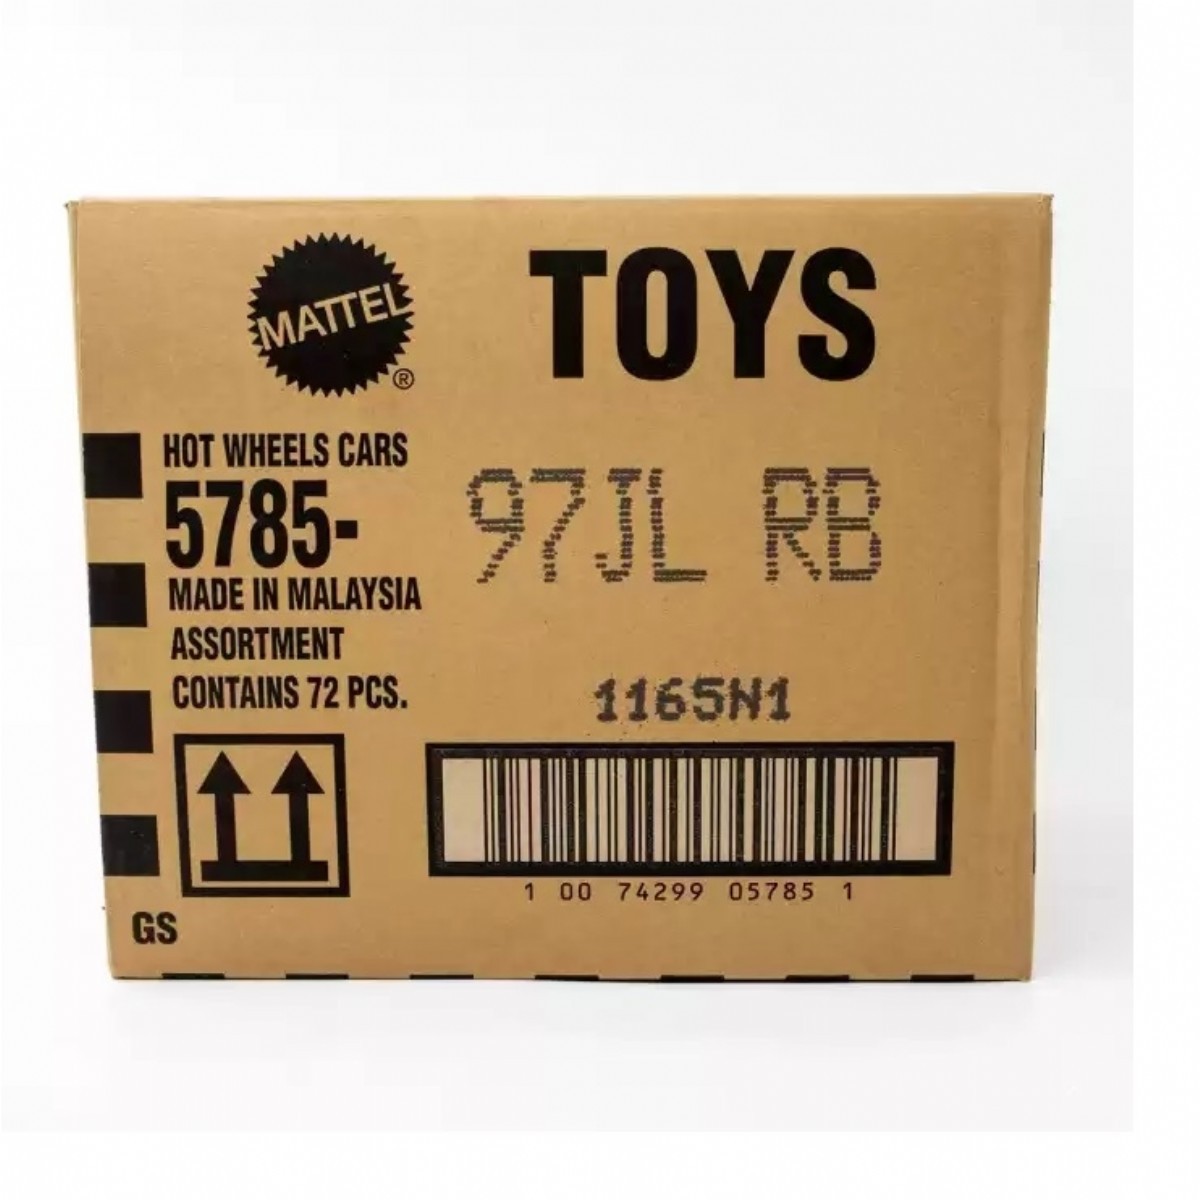 MATTEL®
TOYS
HOT WHEELS CARS
5785-
97JL RB
MADE IN MALAYSIA
ASSORTMENT
CONTAINS 72 PCS.
1165N1
1 00 74299 05785 1
GS